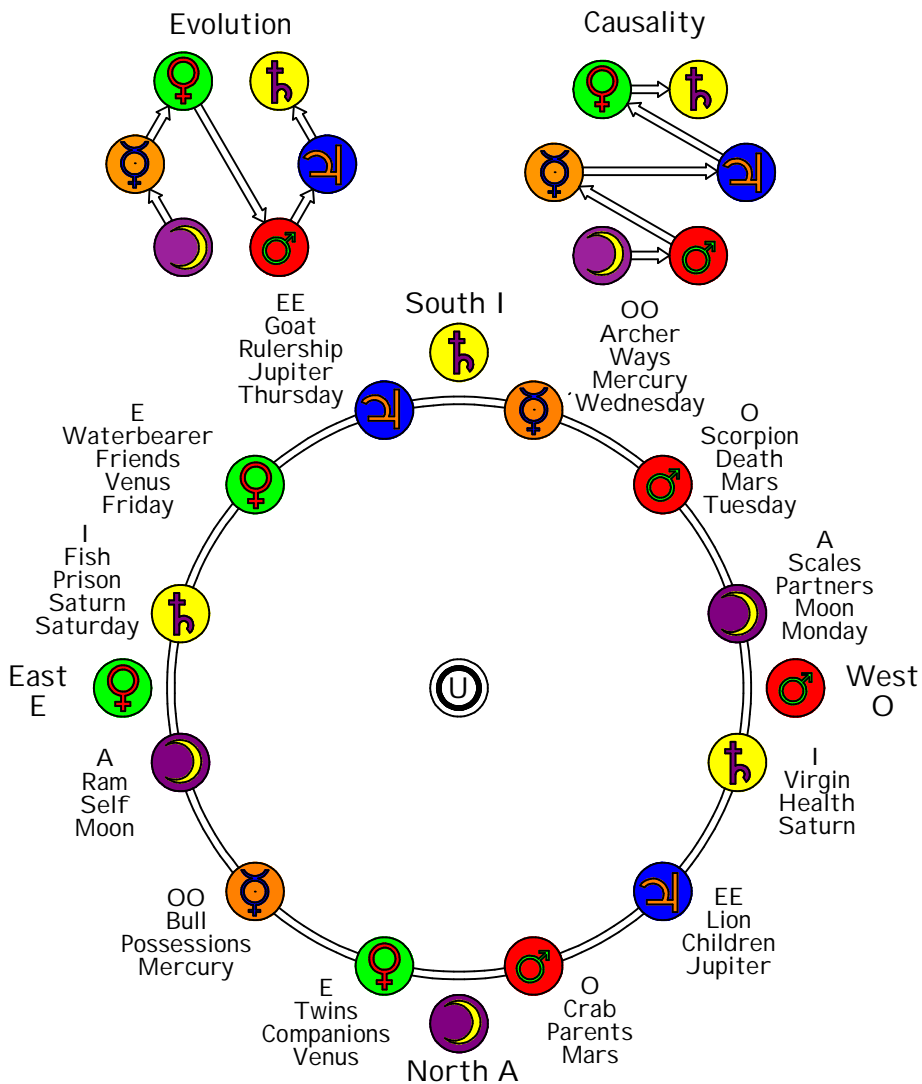 Evolution
Causality
South I
EE
Goat
Rulership
Jupiter
Thursday
OO
Archer
Ways
Mercury
Wednesday
E
Waterbearer
Friends
Venus
Friday
O
Scorpion
Death
Mars
Tuesday
I
Fish
Prison
Saturn
Saturday
A
Scales
Partners
Moon
Monday
East
E
U
West
O
A
Ram
Self
Moon
I
Virgin
Health
Saturn
OO
Bull
Possessions
Mercury
EE
Lion
Children
Jupiter
E
Twins
Companions
Venus
O
Crab
Parents
Mars
North A